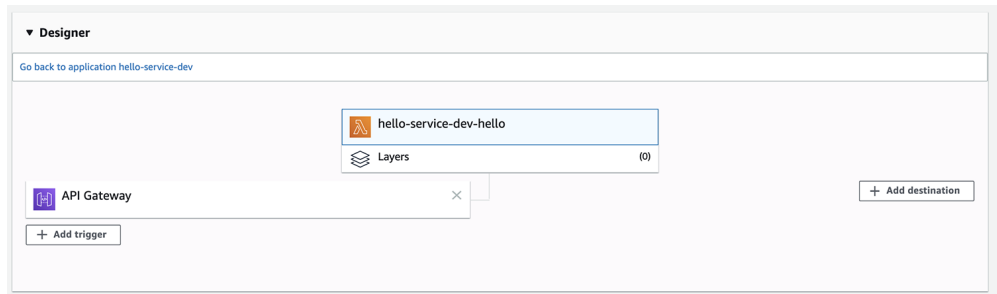 Designer
Go back to application hello-service-dev
hello-service-dev-hello
Layers (0)
API Gateway
Add destination
Add trigger